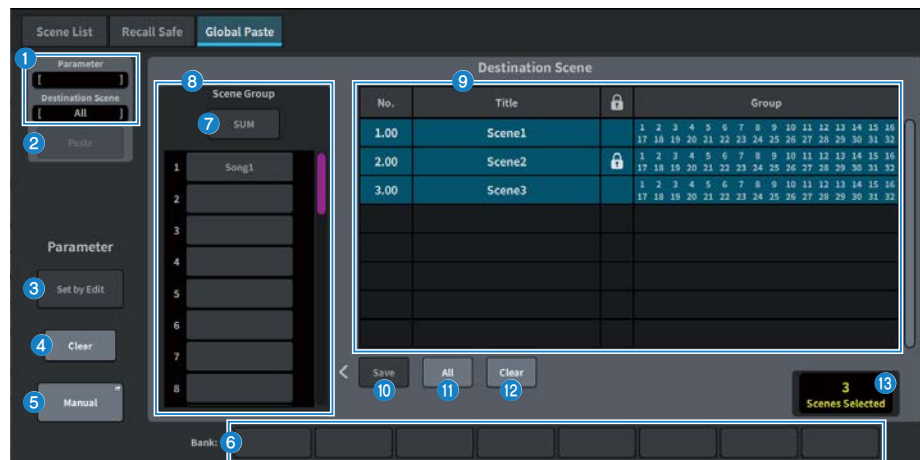 Scene List Recall Safe Global Paste
1 Parameter
[ ]
Destination Scene
[ All ]
2 Paste
Parameter
3 Set by Edit
4 Clear
5 Manual
8
Scene Group
7 SUM
1 Song1
2
3
4
5
6
7
8
Destination Scene
9
No. Title Group
1.00 Scene1 1 2 3 4 5 6 7 8 9 10 11 12 13 14 15 16
17 18 19 20 21 22 23 24 25 26 27 28 29 30 31 32
2.00 Scene2 1 2 3 4 5 6 7 8 9 10 11 12 13 14 15 16
17 18 19 20 21 22 23 24 25 26 27 28 29 30 31 32
3.00 Scene3 1 2 3 4 5 6 7 8 9 10 11 12 13 14 15 16
17 18 19 20 21 22 23 24 25 26 27 28 29 30 31 32
< Save All Clear
10 11 12
3 13
Scenes Selected
Bank: 6